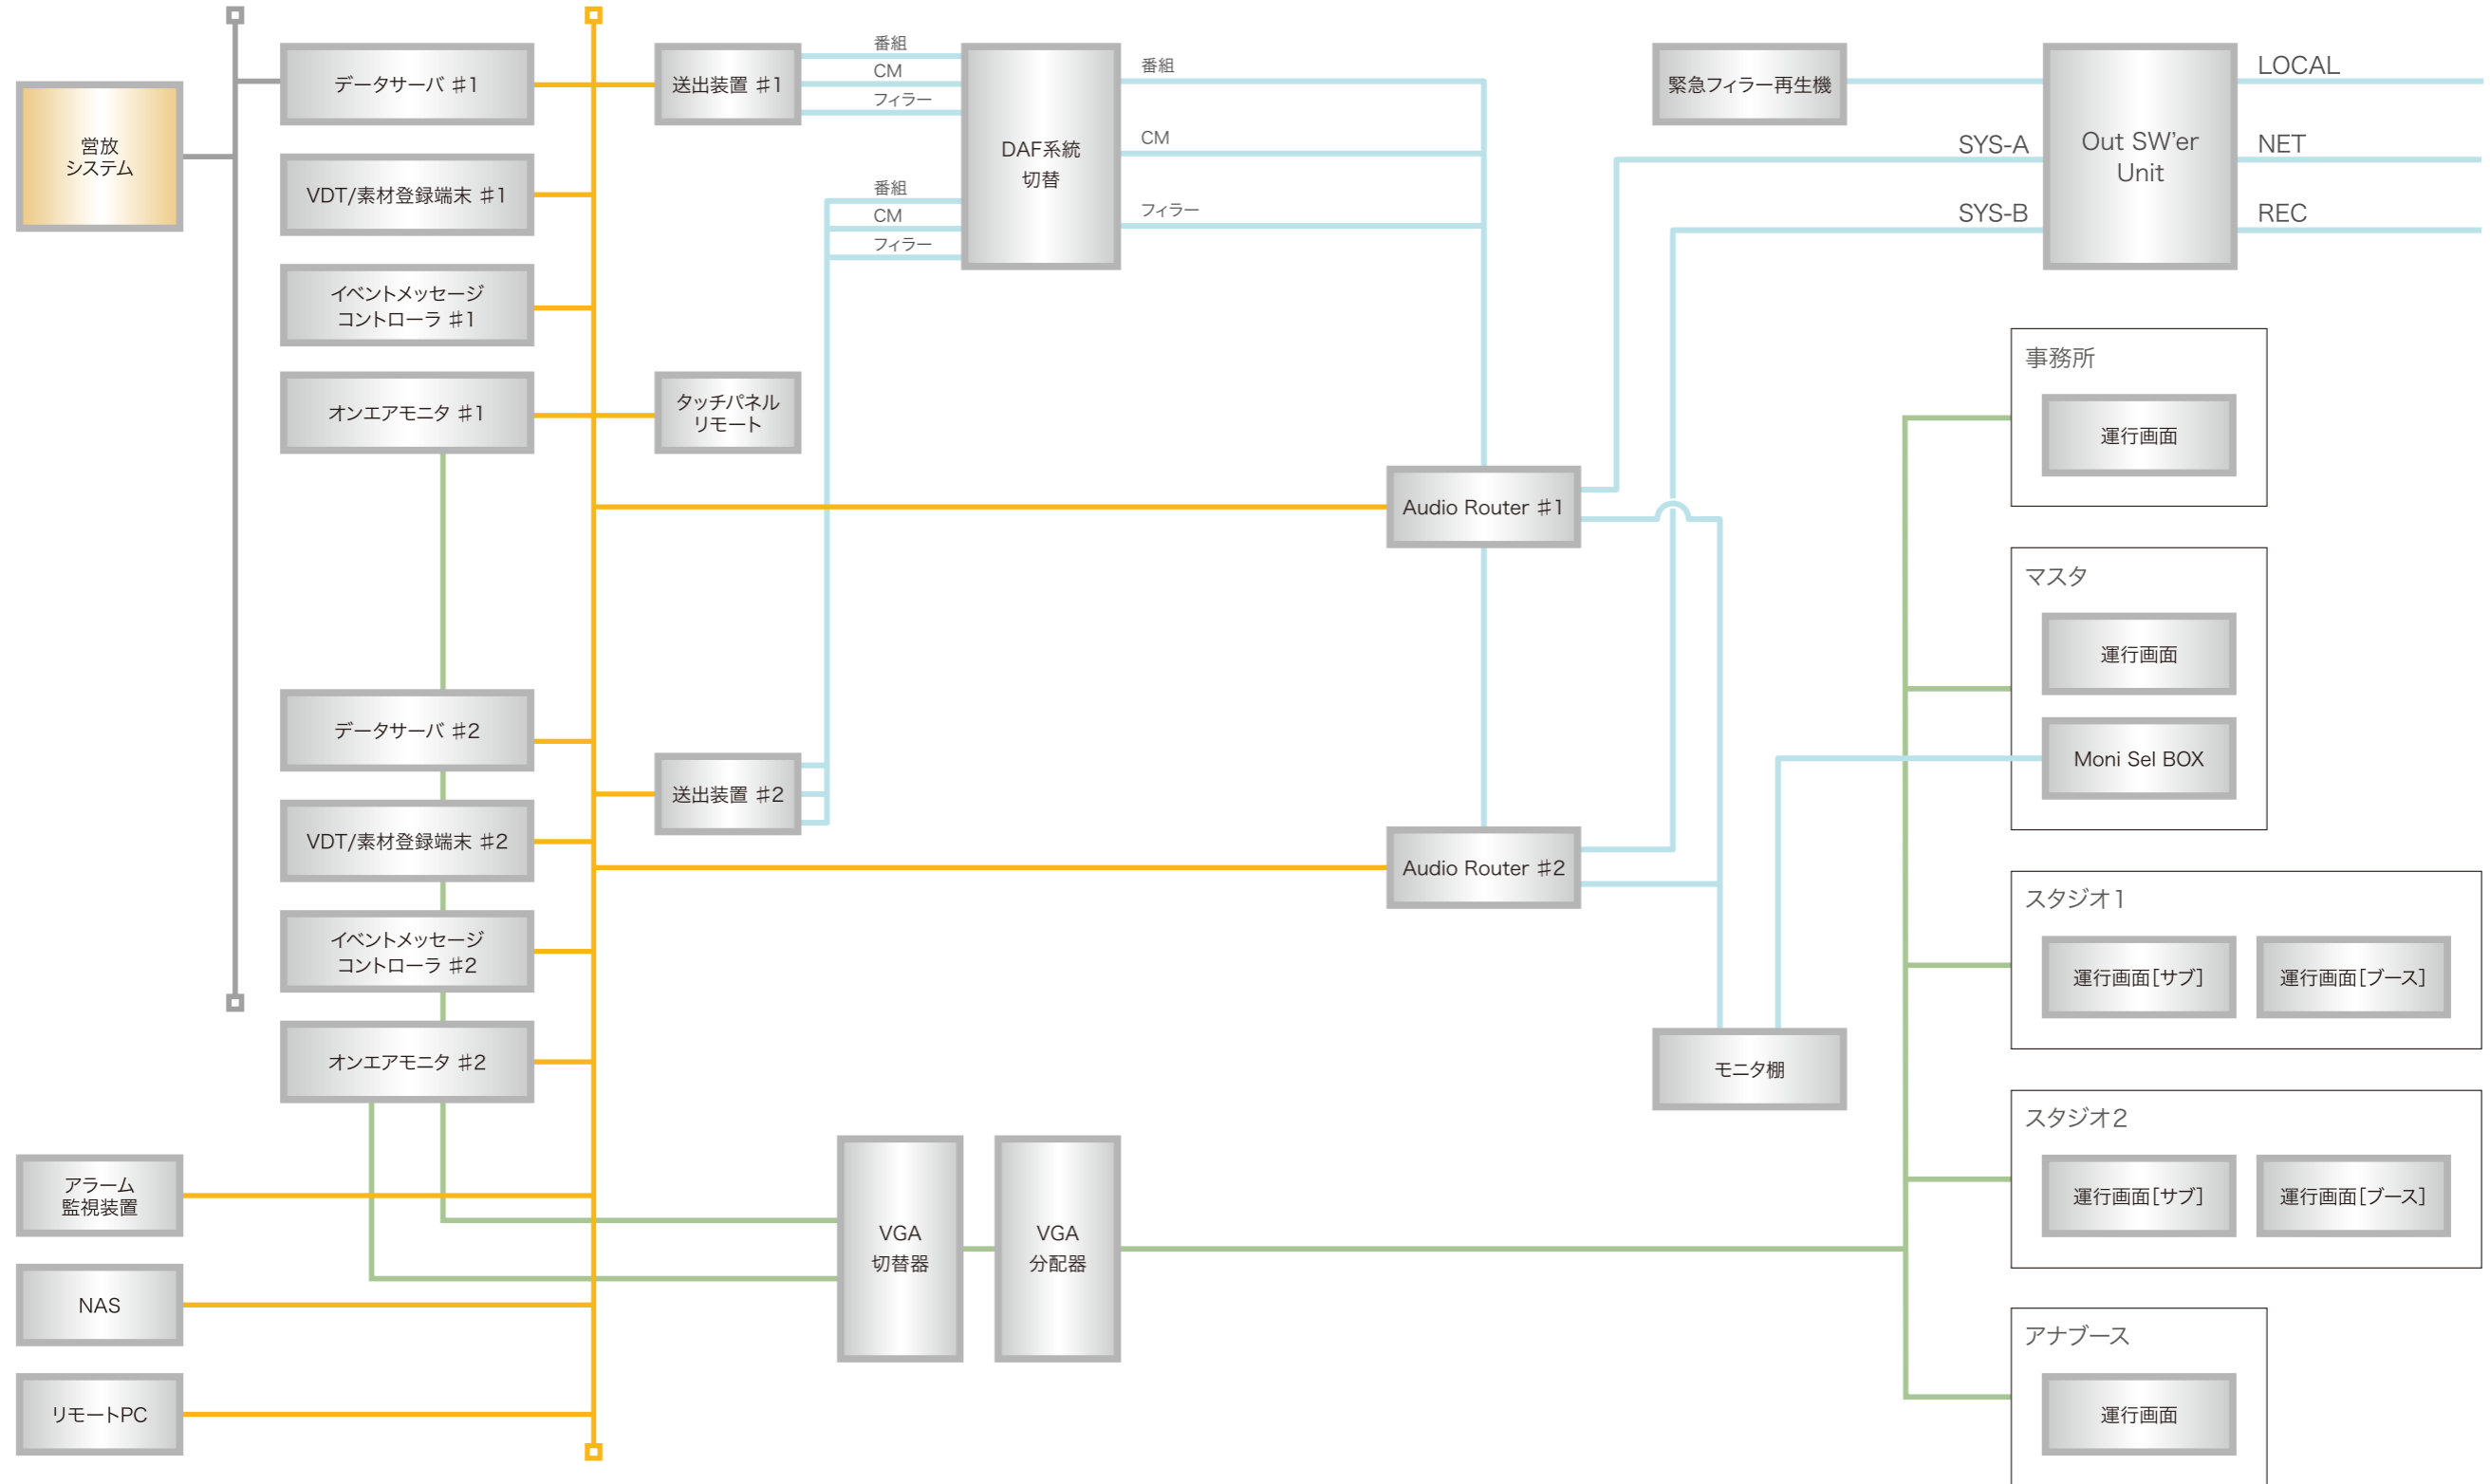 営放
システム
データサーバ ♯1
VDT/素材登録端末 ♯1
イベントメッセージ
コントローラ ♯1
オンエアモニタ ♯1
データサーバ ♯2
VDT/素材登録端末 ♯2
イベントメッセージ
コントローラ ♯2
オンエアモニタ ♯2
アラーム
監視装置
NAS
リモートPC
送出装置 ♯1
番組
CM
フィラー
番組
CM
フィラー
DAF系統
切替
番組
CM
フィラー
タッチパネル
リモート
送出装置 ♯2
Audio Router ♯1
Audio Router ♯2
VGA
切替器
VGA
分配器
緊急フィラー再生機
SYS-A
SYS-B
Out SW’er
Unit
LOCAL
NET
REC
モニタ棚
事務所
運行画面
マスタ
運行画面
Moni Sel BOX
スタジオ1
運行画面[サブ]
運行画面[ブース]
スタジオ2
運行画面[サブ]
運行画面[ブース]
アナブース
運行画面